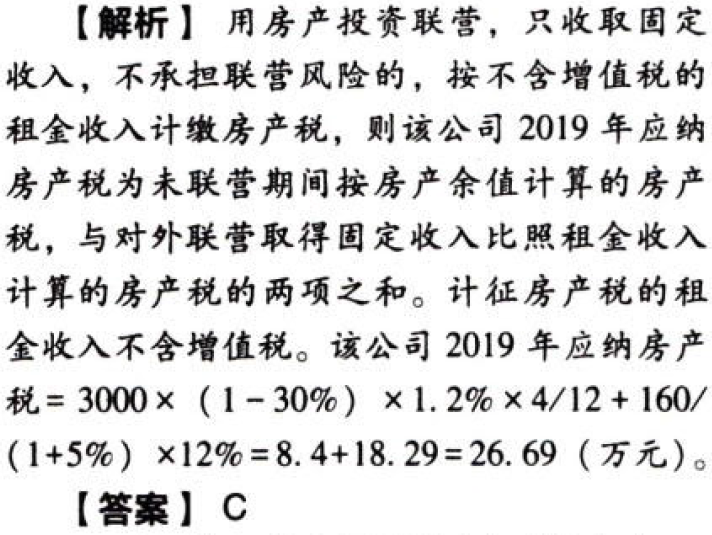 【解析】 用房产投资联营，只收取固定
收入，不承担联营风险的，按不含增值税的
租金收入计缴房产税，则该公司 2019 年应纳
房产税为未联营期间按房产余值计算的房产
税，与对外联营取得固定收入比照租金收入
计算的房产税的两项之和。计征房产税的租
金收入不含增值税。该公司 2019 年应纳房产
税 = 3000 × （1 - 30%） × 1. 2% × 4/12 + 160/
（1+5%） ×12% = 8. 4+18. 29 = 26. 69 （万元）。
【答案】 C